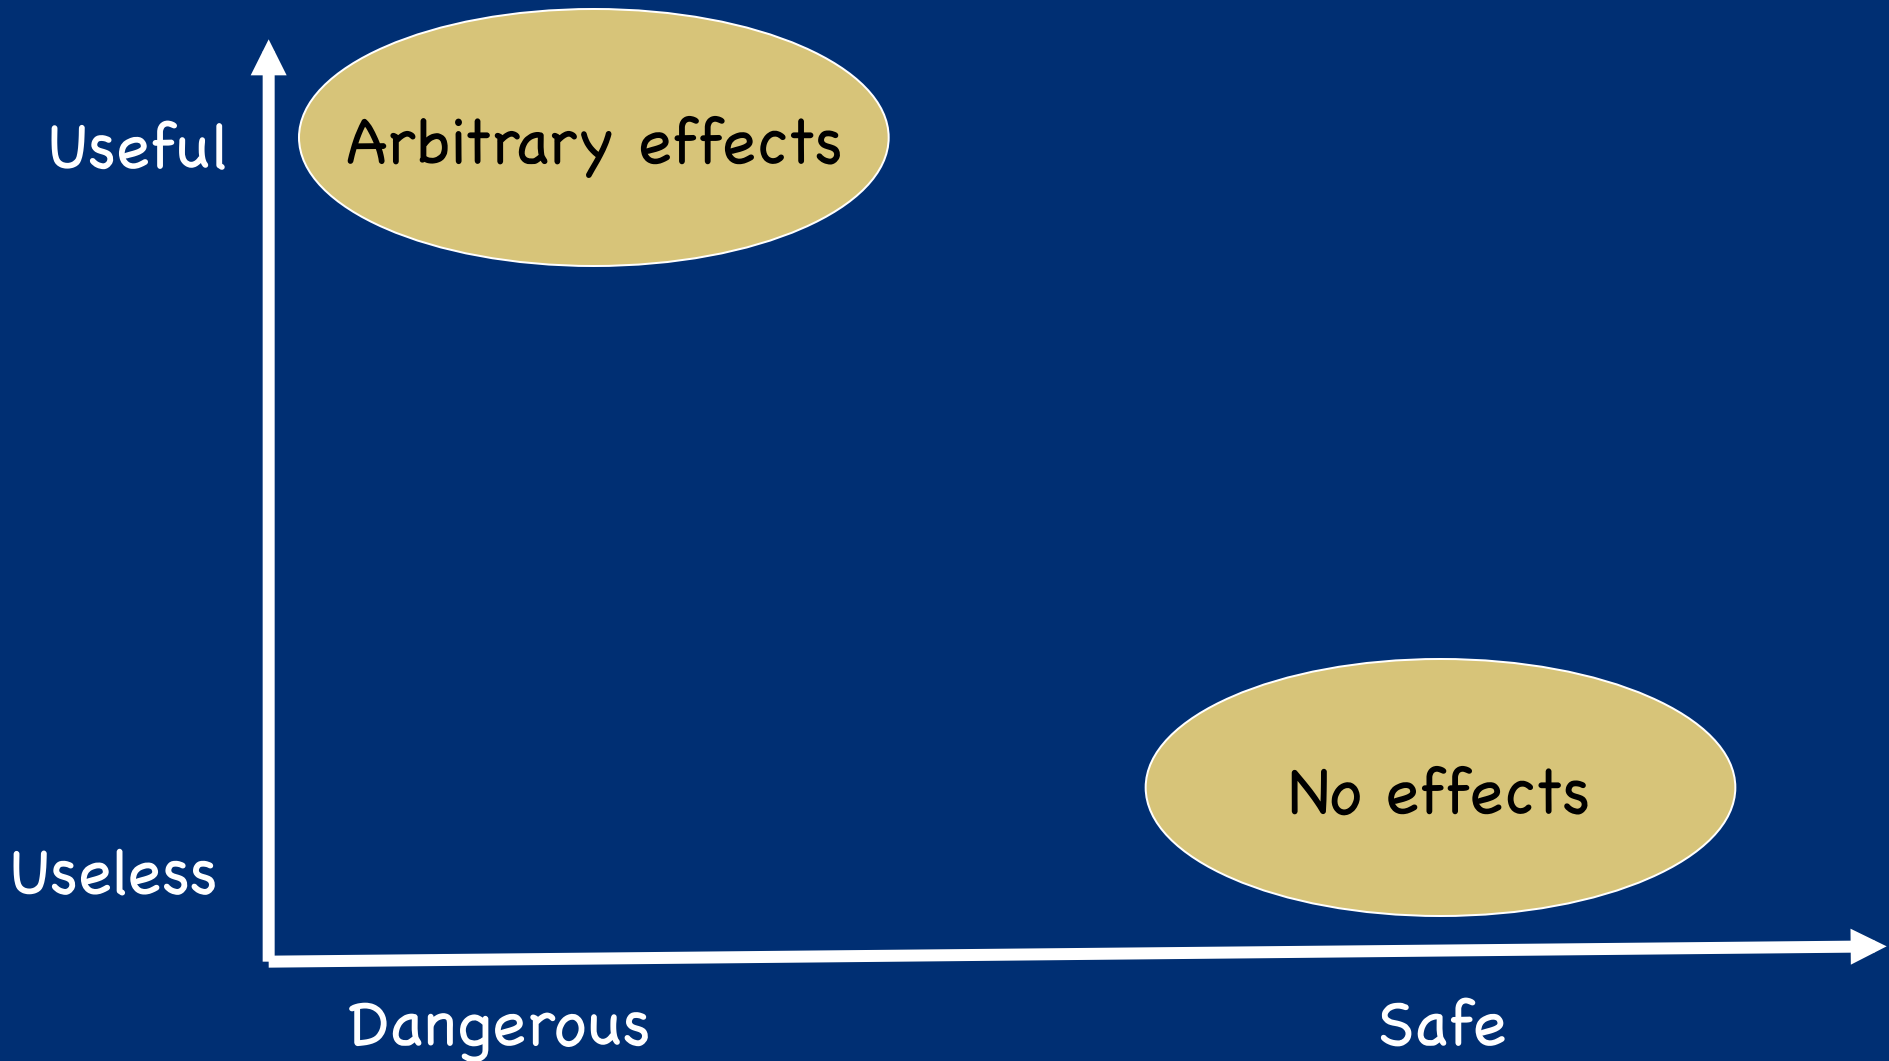 Useful
Arbitrary effects
No effects
Useless
Dangerous
Safe